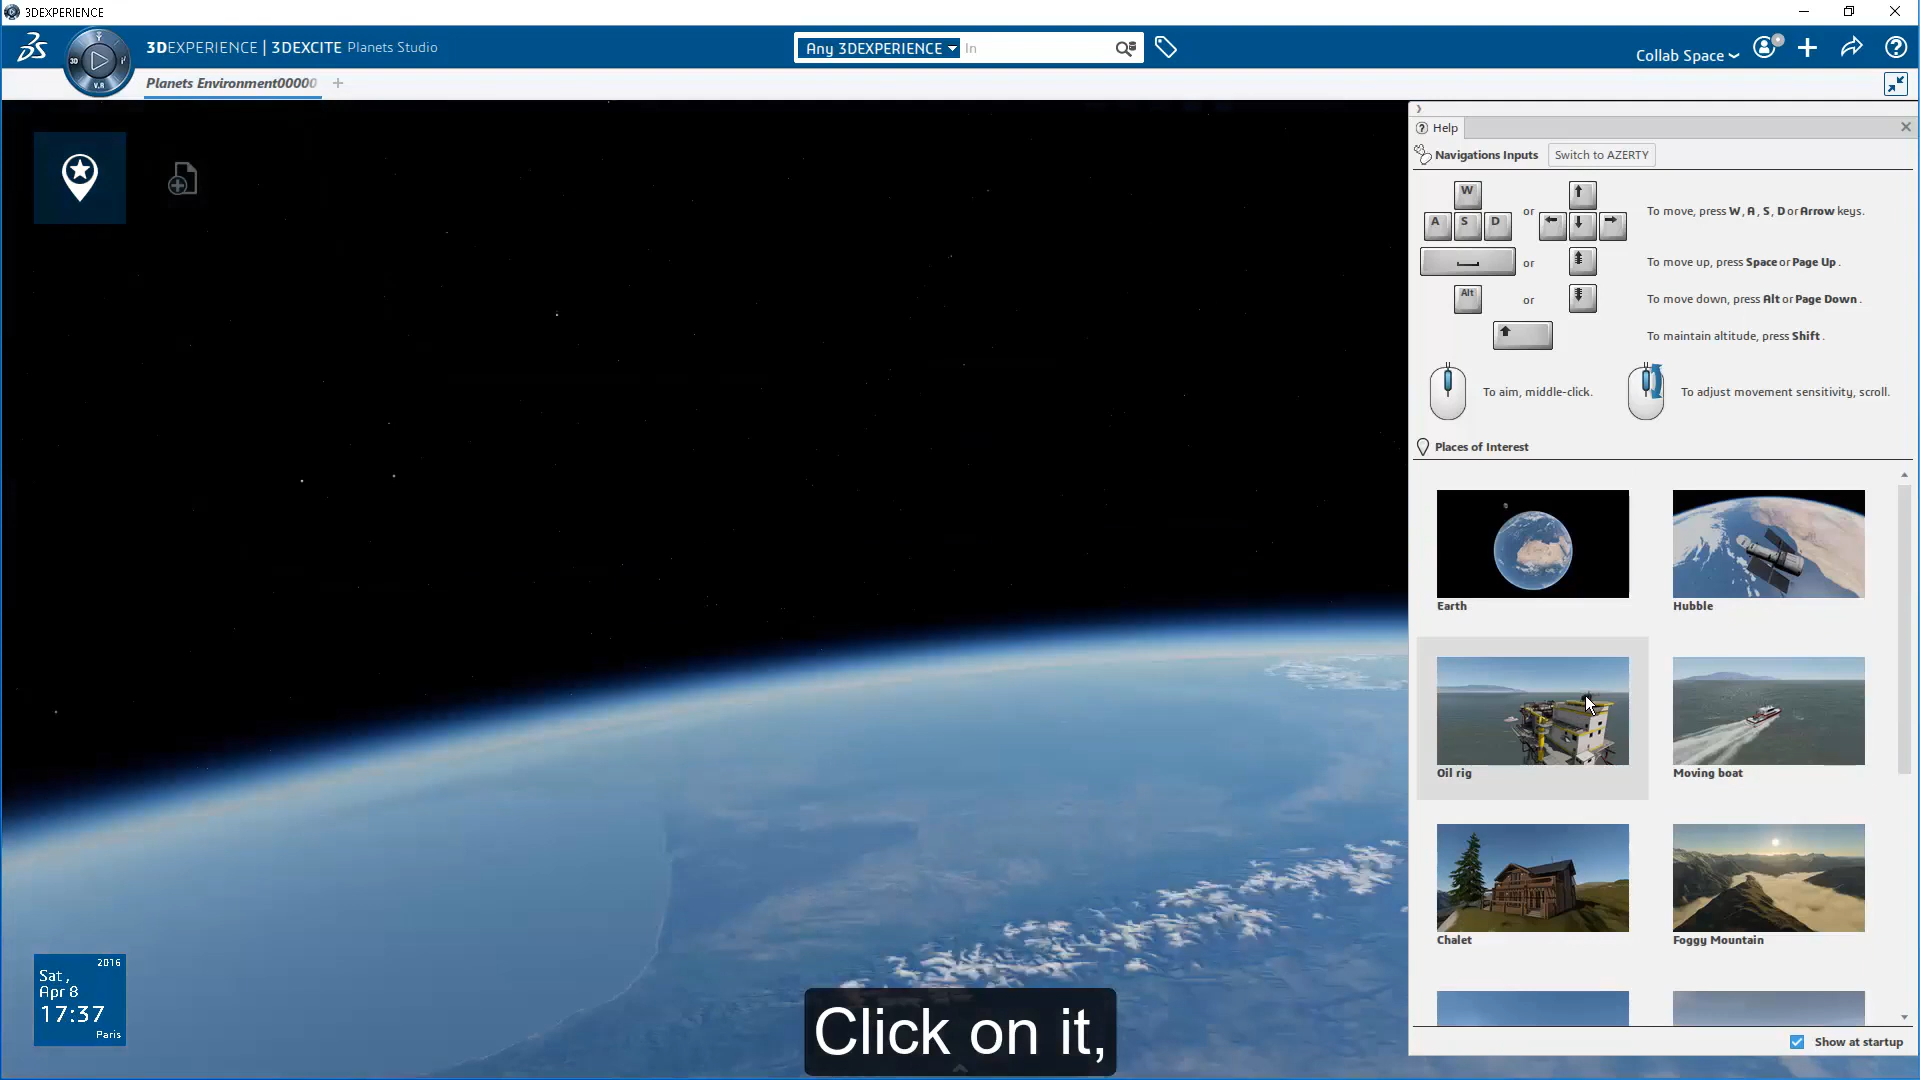 3DEXPERIENCE
3DEXPERIENCE | 3DEXCITE Planets Studio
Any 3DEXPERIENCE In
Collab Space
3D
V.R
Planets Environment00000
Help
Navigations Inputs Switch to AZERTY
W
or
A S D
To move, press W, A, S, D or Arrow keys.
or
To move up, press Space or Page Up.
Alt or
To move down, press Alt or Page Down.
To maintain altitude, press Shift.
To aim, middle-click.
To adjust movement sensitivity, scroll.
Places of Interest
Earth
Hubble
Oil rig
Moving boat
Chalet
Foggy Mountain
2016
Sat,
Apr 8
17:37
Paris
Click on it,
Show at startup